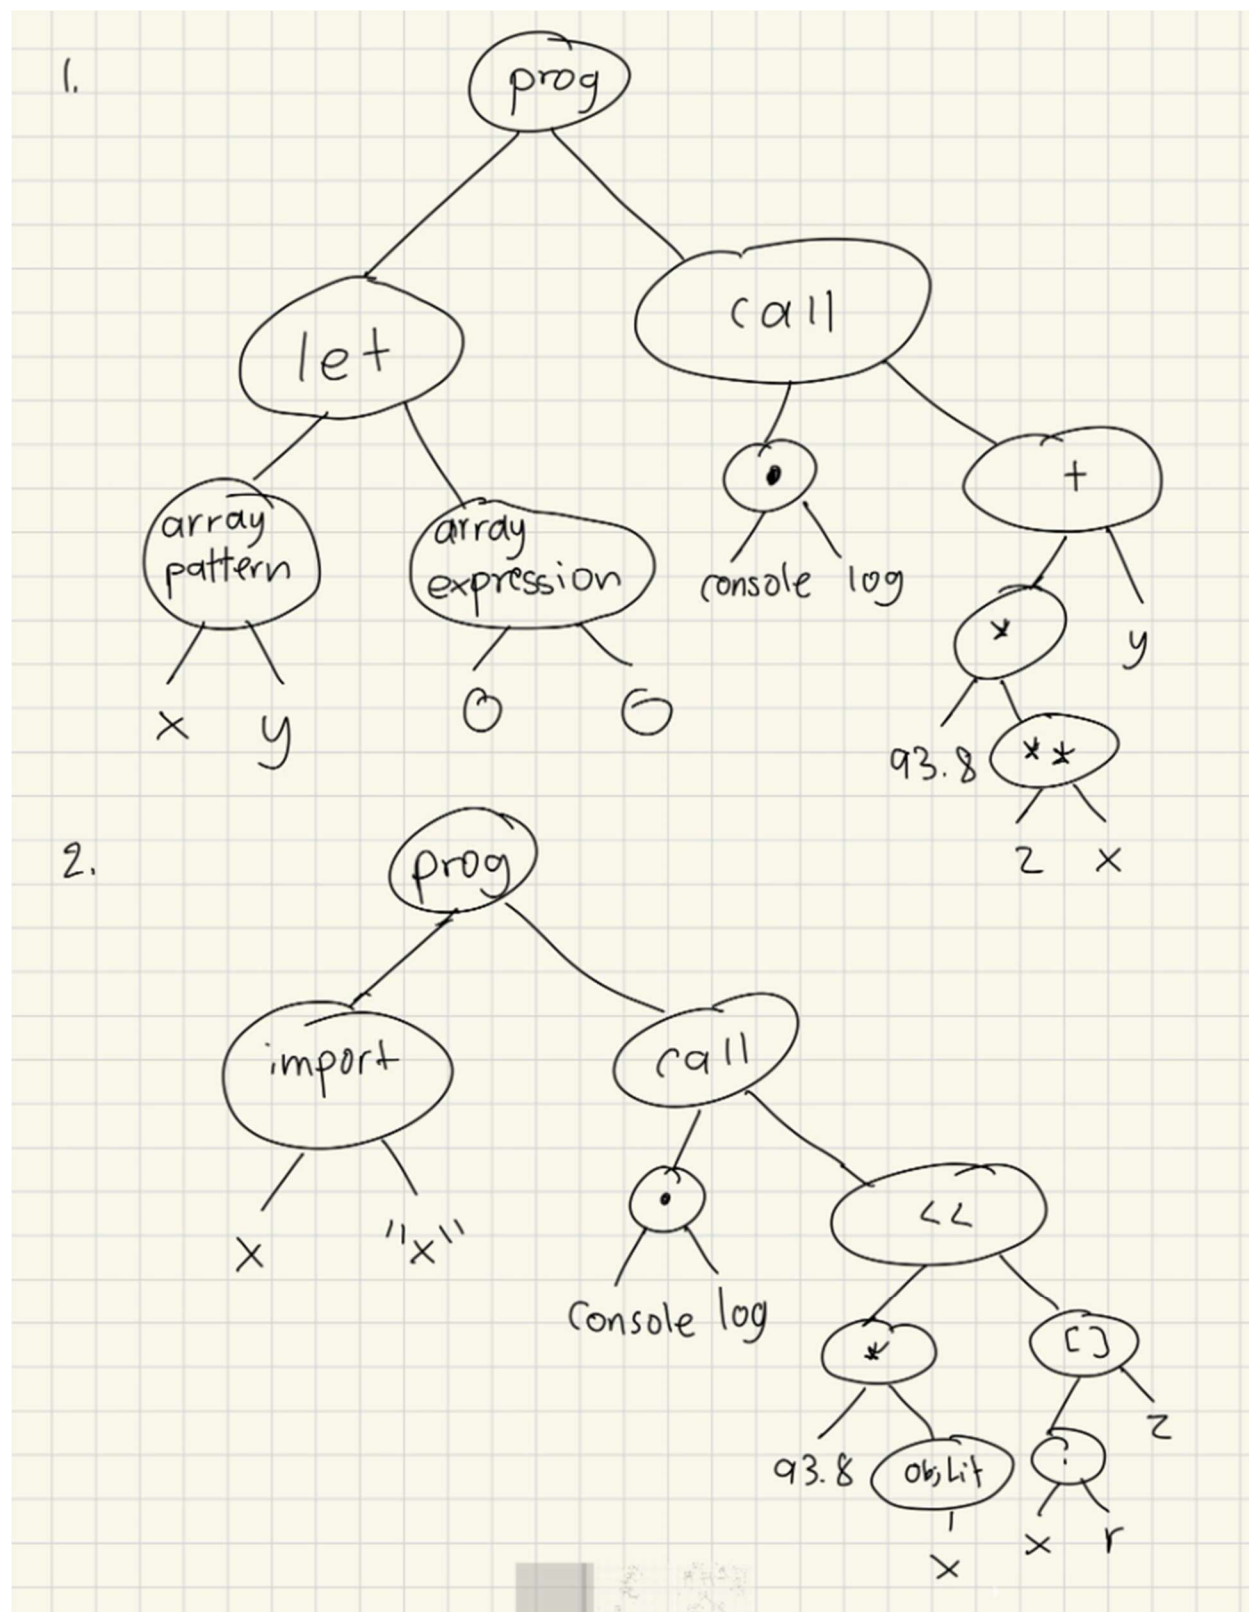 1.
prog
let
call
array
pattern
array
expression
•
+
console log
*
y
x y
0 0
93.8
**
2 x
2.
prog
import
call
x "x"
•
<<
console log
*
[]
93.8
ObjLit
2
x r
x